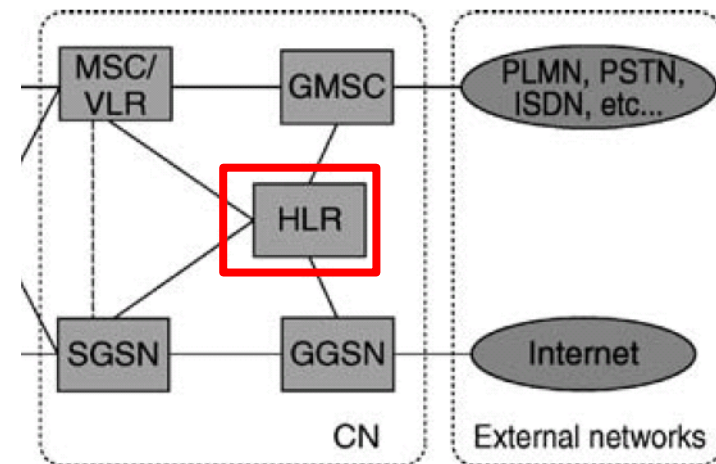 MSC/
VLR
GMSC
PLMN, PSTN,
ISDN, etc...
HLR
SGSN
GGSN
Internet
CN
External networks